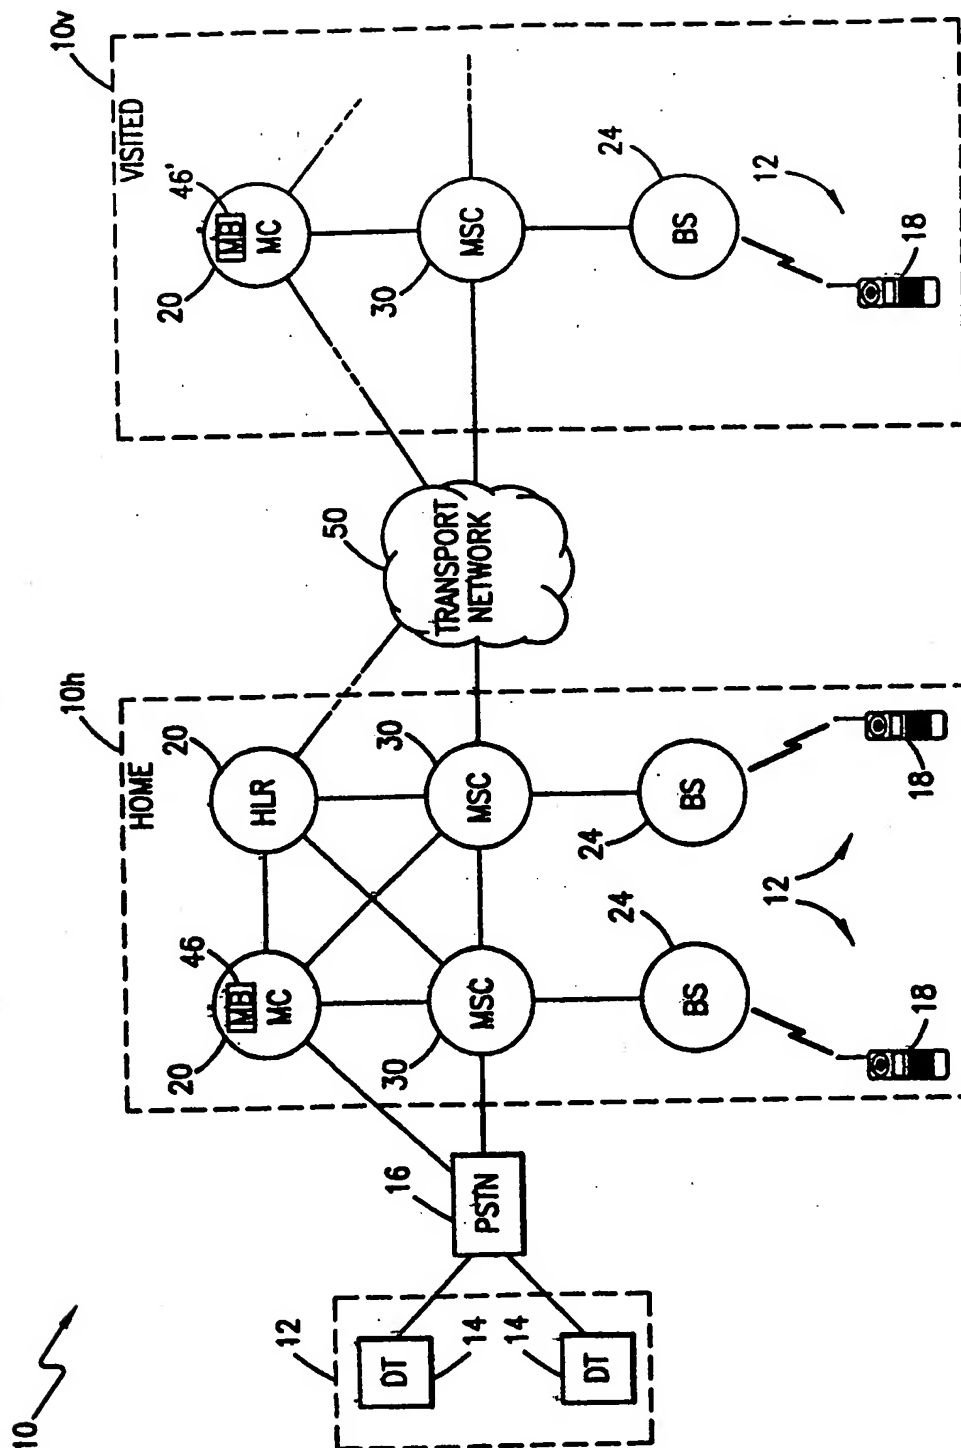 10
10h
10v
HOME
VISITED
20
46
20
20
46'
MB
MC
HLR
MB
MC
12
50
16
30
30
30
DT
14
PSTN
MSC
MSC
TRANSPORT
NETWORK
MSC
14
DT
24
24
24
BS
BS
BS
12
12
18
18
18